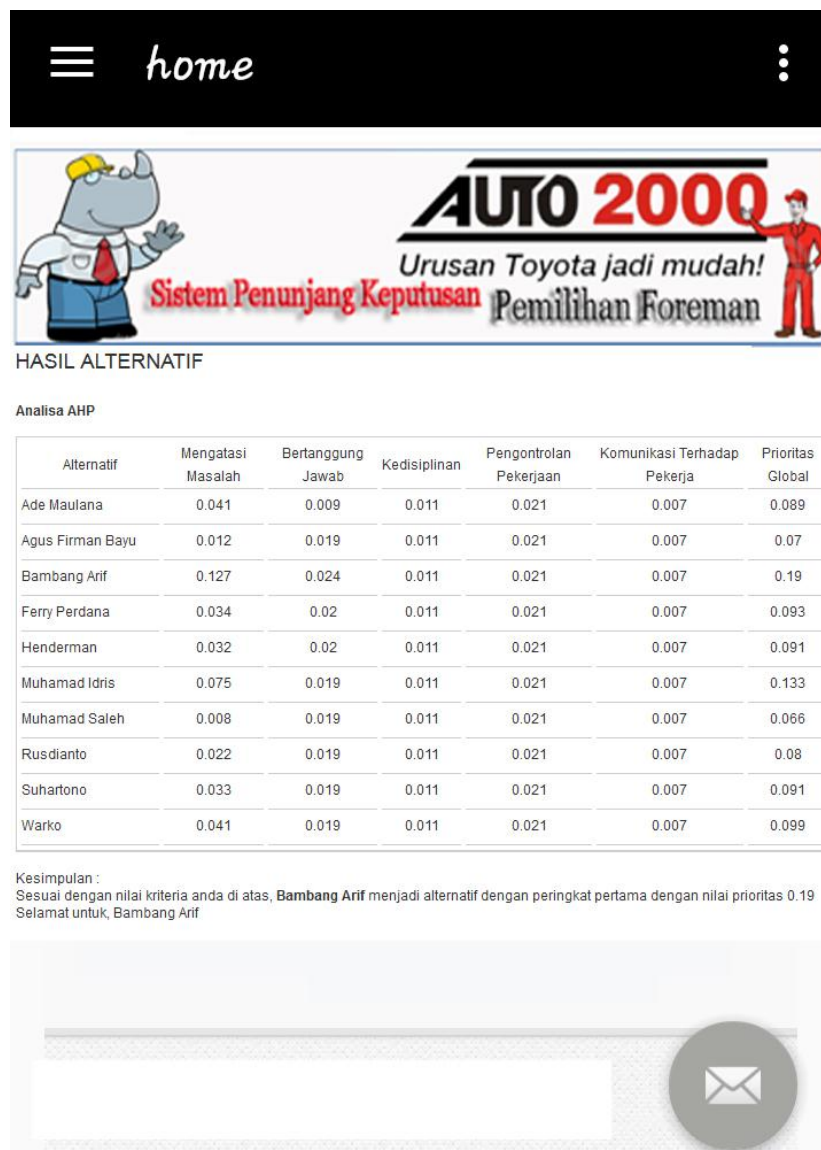 home
AUTO 2000
Urusan Toyota jadi mudah!
Sistem Penunjang Keputusan Pemilihan Foreman
HASIL ALTERNATIF
Analisa AHP
Alternatif Mengatasi Masalah Bertanggung Jawab Kedisiplinan Pengontrolan Pekerjaan Komunikasi Terhadap Pekerja Prioritas Global
Ade Maulana 0.041 0.009 0.011 0.021 0.007 0.089
Agus Firman Bayu 0.012 0.019 0.011 0.021 0.007 0.07
Bambang Arif 0.127 0.024 0.011 0.021 0.007 0.19
Ferry Perdana 0.034 0.02 0.011 0.021 0.007 0.093
Henderman 0.032 0.02 0.011 0.021 0.007 0.091
Muhamad Idris 0.075 0.019 0.011 0.021 0.007 0.133
Muhamad Saleh 0.008 0.019 0.011 0.021 0.007 0.066
Rusdianto 0.022 0.019 0.011 0.021 0.007 0.08
Suhartono 0.033 0.019 0.011 0.021 0.007 0.091
Warko 0.041 0.019 0.011 0.021 0.007 0.099
Kesimpulan :
Sesuai dengan nilai kriteria anda di atas, Bambang Arif menjadi alternatif dengan peringkat pertama dengan nilai prioritas 0.19
Selamat untuk, Bambang Arif